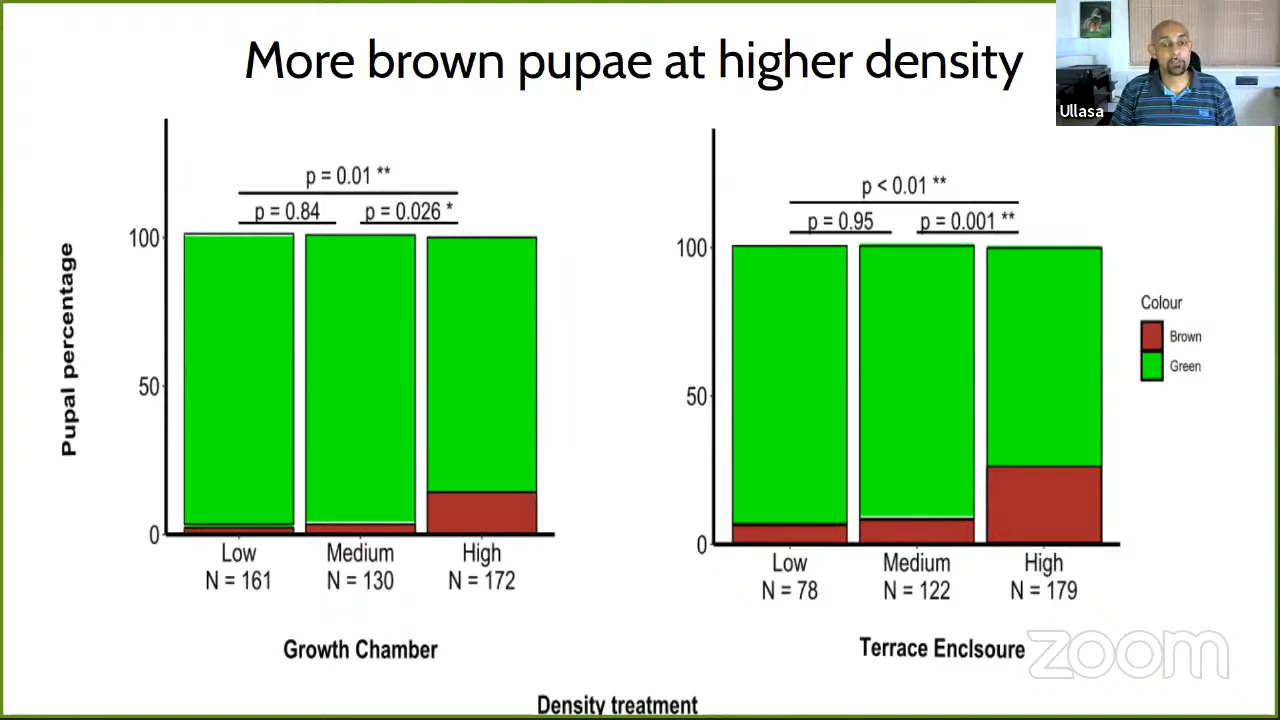 More brown pupae at higher density
Ullasa
p = 0.01 **
p = 0.84
p = 0.026 *
100
50
0
Pupal percentage
Low
Medium
High
N = 161
N = 130
N = 172
Growth Chamber
p < 0.01 **
p = 0.95
p = 0.001 **
100
50
0
Low
Medium
High
N = 78
N = 122
N = 179
Terrace Enclsoure
Colour
Brown
Green
zoom
Density treatment